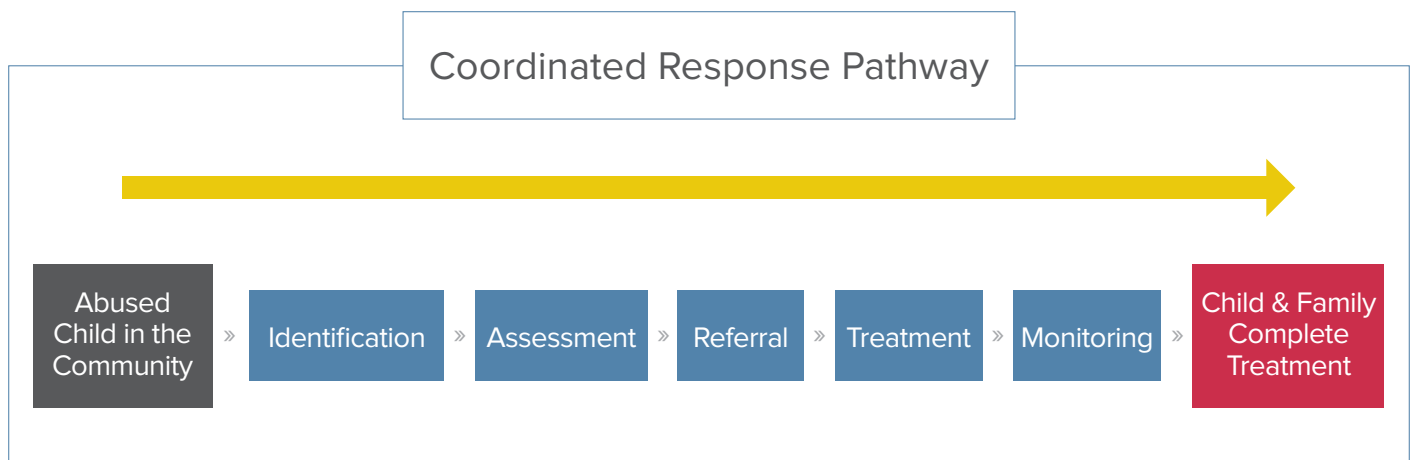 Coordinated Response Pathway
Abused
Child in the
Community
»
Identification
»
Assessment
»
Referral
»
Treatment
»
Monitoring
»
Child & Family
Complete
Treatment